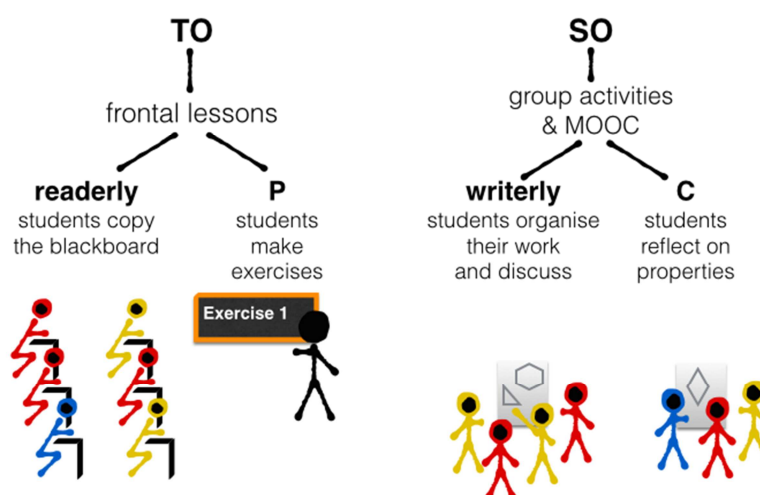 TO
frontal lessons
readerly
students copy
the blackboard
P
students
make
exercises
Exercise 1
SO
group activities
& MOOC
writerly
students organise
their work
and discuss
C
students
reflect on
properties